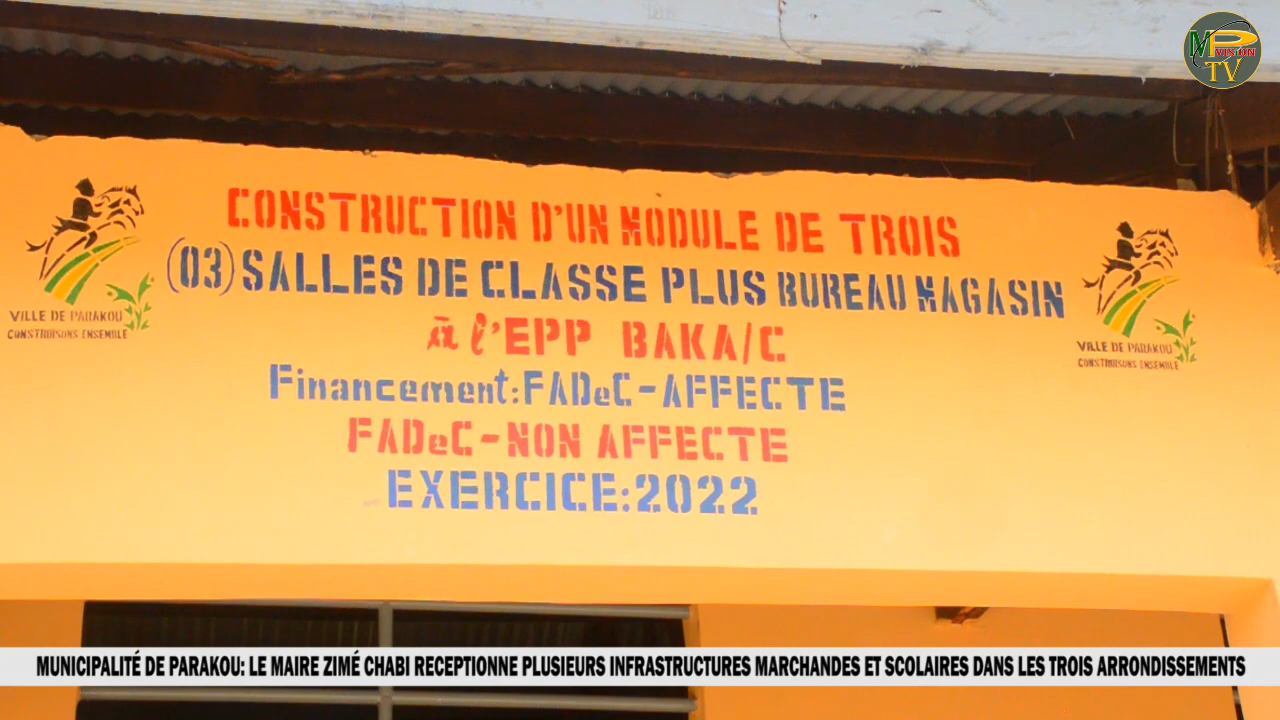 MP
VISION
TV
CONSTRUCTION D'UN MODULE DE TROIS
(03) SALLES DE CLASSE PLUS BUREAU MAGASIN
à l'EPP BAKA/C
Financement: FADeC-AFFECTE
FADeC-NON AFFECTE
EXERCICE: 2022
VILLE DE PARAKOU
CONSTRUISONS ENSEMBLE
VILLE DE PARAKOU
CONSTRUISONS ENSEMBLE
MUNICIPALITÉ DE PARAKOU: LE MAIRE ZIMÉ CHABI RECEPTIONNE PLUSIEURS INFRASTRUCTURES MARCHANDES ET SCOLAIRES DANS LES TROIS ARRONDISSEMENTS